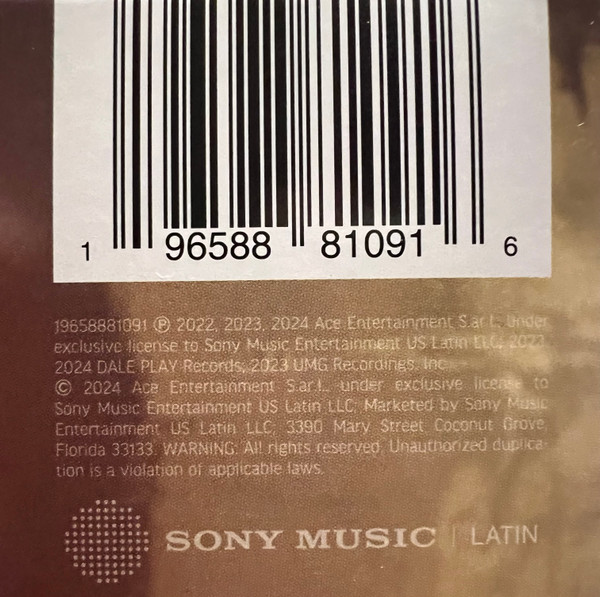 1 96588 81091 6
19658881091 ℗ 2022, 2023, 2024 Ace Entertainment S.ar L. Under
exclusive license to Sony Music Entertainment US Latin LLC, 2023,
2024 DALE PLAY Records, 2023 UMG Recordings, Inc.
© 2024 Ace Entertainment S.ar.l., under exclusive license to
Sony Music Entertainment US Latin LLC; Marketed by Sony Music
Entertainment US Latin LLC; 3390 Mary Street Coconut Grove,
Florida 33133. WARNING: All rights reserved. Unauthorized duplica-
tion is a violation of applicable laws.
SONY MUSIC | LATIN